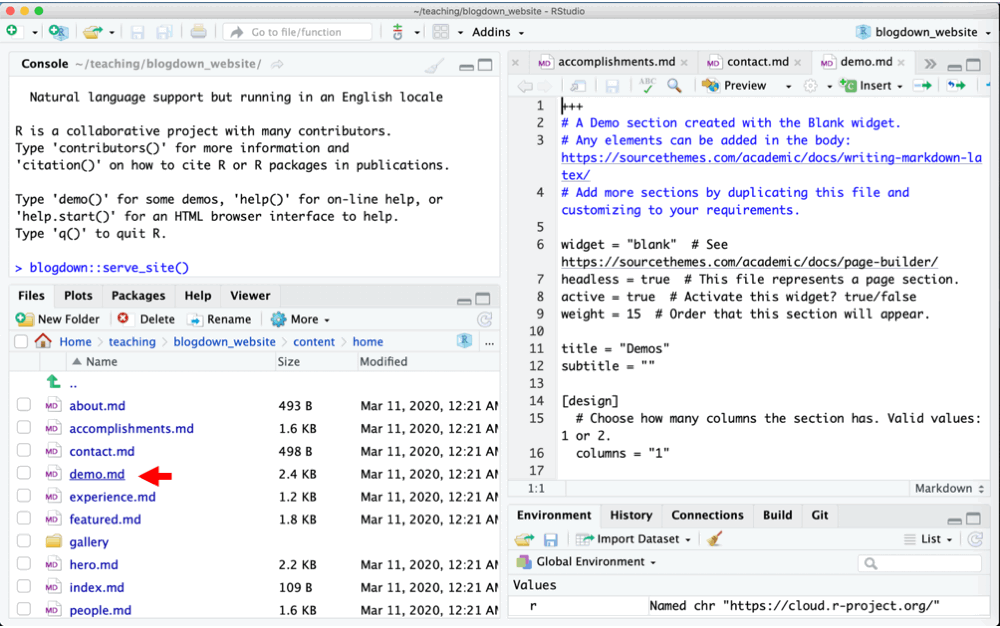 ~/teaching/blogdown_website - RStudio
Go to file/function
Addins
blogdown_website
Console ~/teaching/blogdown_website/
Natural language support but running in an English locale
R is a collaborative project with many contributors.
Type 'contributors()' for more information and
'citation()' on how to cite R or R packages in publications.
Type 'demo()' for some demos, 'help()' for on-line help, or
'help.start()' for an HTML browser interface to help.
Type 'q()' to quit R.
> blogdown::serve_site()
Files Plots Packages Help Viewer
New Folder Delete Rename More
Home teaching blogdown_website content home ...
Name Size Modified
..
MD about.md 493 B Mar 11, 2020, 12:21 AM
MD accomplishments.md 1.6 KB Mar 11, 2020, 12:21 AM
MD contact.md 498 B Mar 11, 2020, 12:21 AM
MD demo.md 2.4 KB Mar 11, 2020, 12:21 AM
MD experience.md 1.2 KB Mar 11, 2020, 12:21 AM
MD featured.md 1.8 KB Mar 11, 2020, 12:21 AM
gallery
MD hero.md 2.2 KB Mar 11, 2020, 12:21 AM
MD index.md 109 B Mar 11, 2020, 12:21 AM
MD people.md 1.6 KB Mar 11, 2020, 12:21 AM
MD accomplishments.md MD contact.md MD demo.md
ABC Preview Insert
1 +++
2 # A Demo section created with the Blank widget.
3 # Any elements can be added in the body:
https://sourcethemes.com/academic/docs/writing-markdown-la
tex/
4 # Add more sections by duplicating this file and
customizing to your requirements.
5
6 widget = "blank" # See
https://sourcethemes.com/academic/docs/page-builder/
7 headless = true # This file represents a page section.
8 active = true # Activate this widget? true/false
9 weight = 15 # Order that this section will appear.
10
11 title = "Demos"
12 subtitle = ""
13
14 [design]
15 # Choose how many columns the section has. Valid values:
1 or 2.
16 columns = "1"
17
1:1 Markdown
Environment History Connections Build Git
Import Dataset List
Global Environment
Values
r Named chr "https://cloud.r-project.org/"